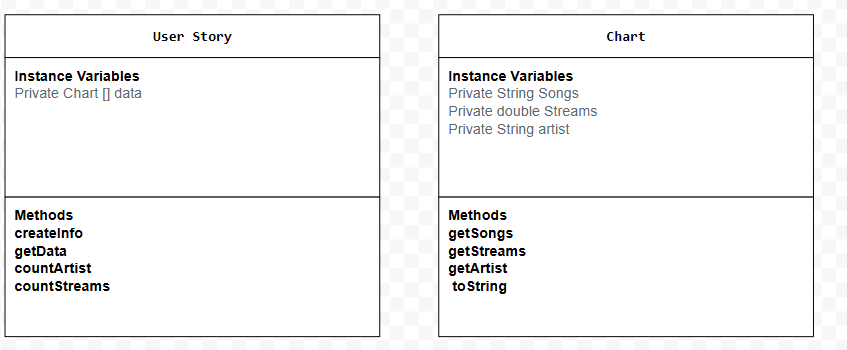 User Story
Instance Variables
Private Chart [] data
Methods
createInfo
getData
countArtist
countStreams
Chart
Instance Variables
Private String Songs
Private double Streams
Private String artist
Methods
getSongs
getStreams
getArtist
toString